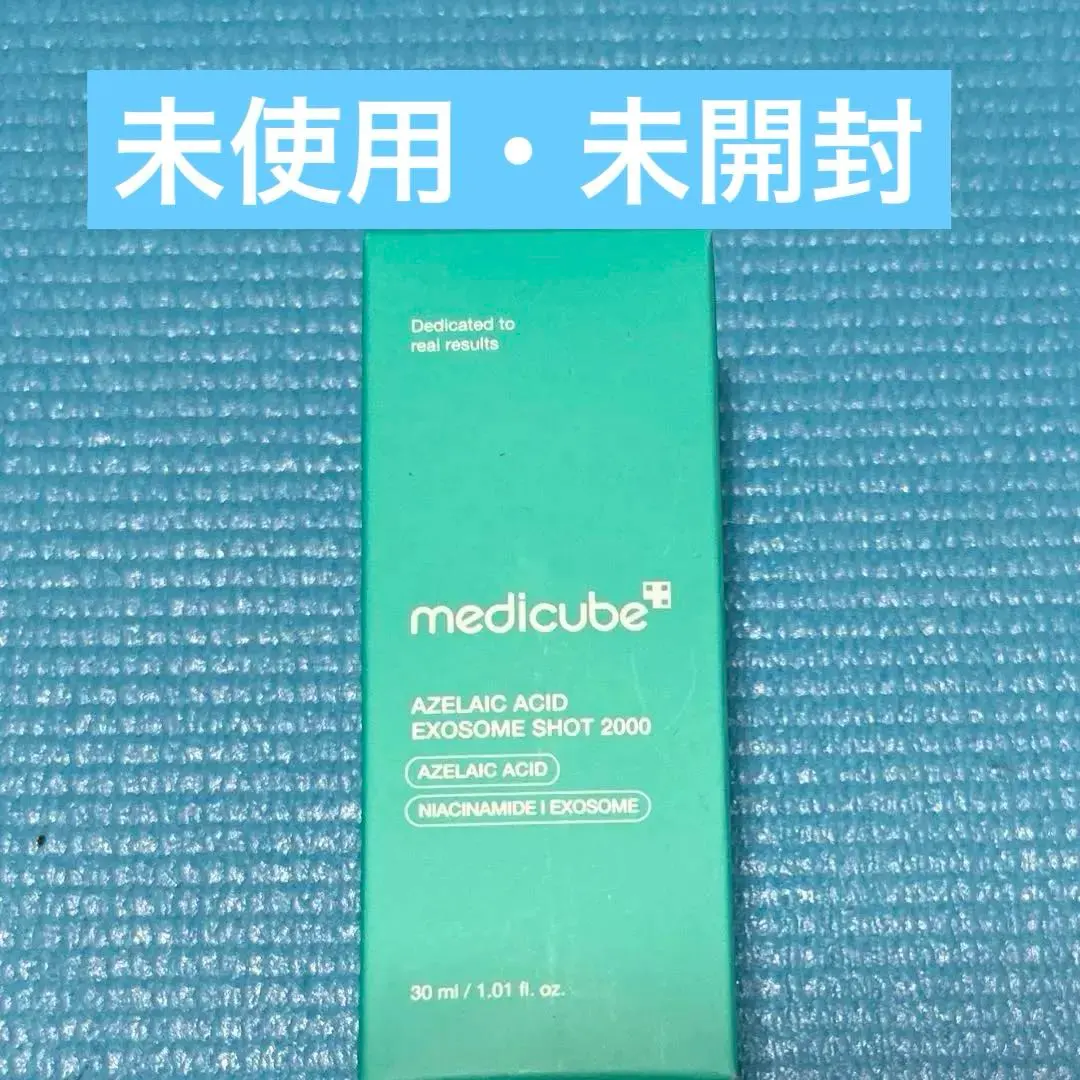 未使用・未開封
Dedicated to
real results
medicube
AZELAIC ACID
EXOSOME SHOT 2000
AZELAIC ACID
NIACINAMIDE | EXOSOME
30 ml / 1.01 fl. oz.